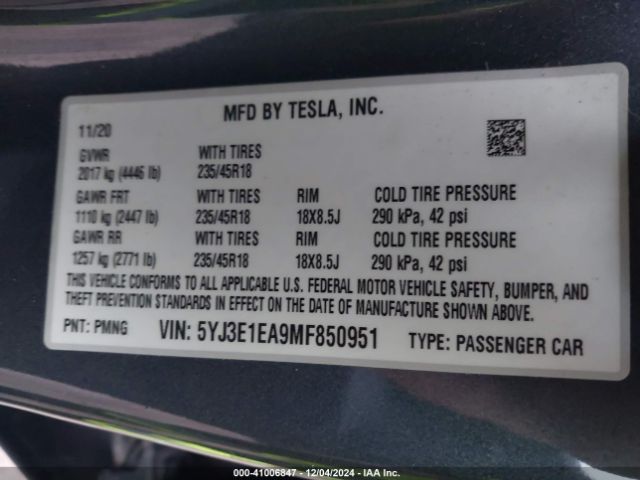 MFD BY TESLA, INC.
11/20
GVWR WITH TIRES
2017 kg (4446 lb) 235/45R18
GAWR FRT WITH TIRES RIM COLD TIRE PRESSURE
1110 kg (2447 lb) 235/45R18 18X8.5J 290 kPa, 42 psi
GAWR RR WITH TIRES RIM COLD TIRE PRESSURE
1257 kg (2771 lb) 235/45R18 18X8.5J 290 kPa, 42 psi
THIS VEHICLE CONFORMS TO ALL APPLICABLE U.S. FEDERAL MOTOR VEHICLE SAFETY, BUMPER, AND
THEFT PREVENTION STANDARDS IN EFFECT ON THE DATE OF MANUFACTURE SHOWN ABOVE.
PNT: PMNG VIN: 5YJ3E1EA9MF850951 TYPE: PASSENGER CAR
000-41006847 - 12/04/2024 - IAA Inc.